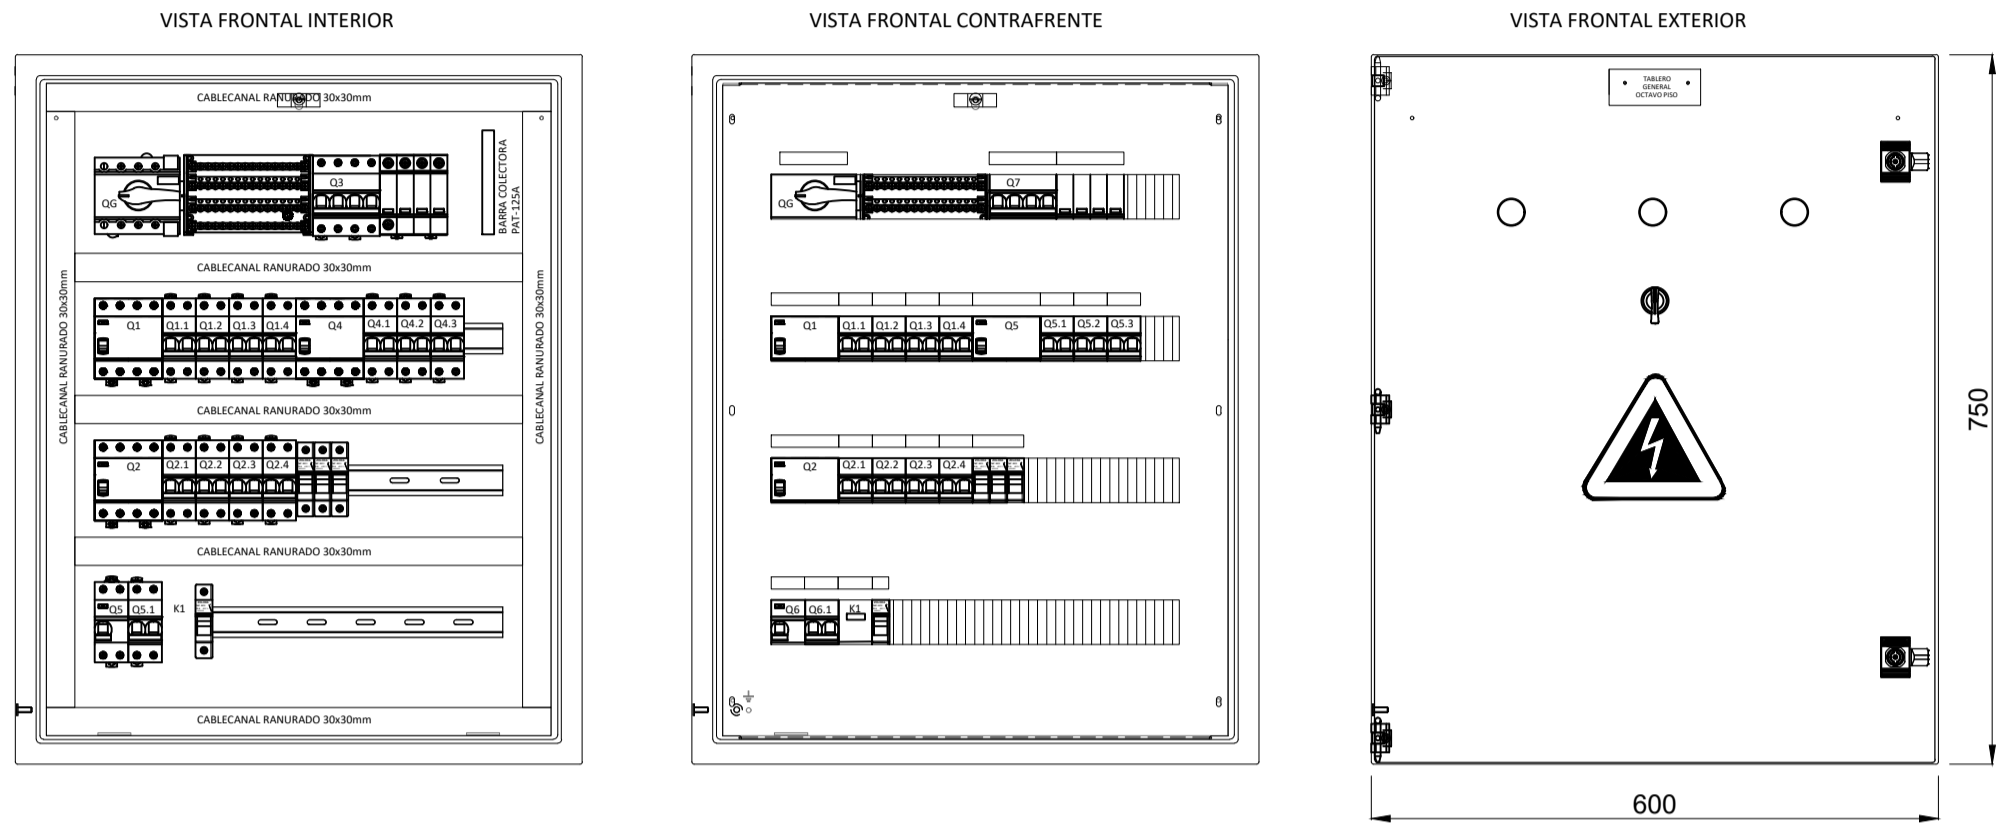 VISTA FRONTAL INTERIOR
CABLECANAL RANURADO 30x30mm
QG
Q3
BARRA COLECTORA
PAT-125A
CABLECANAL RANURADO 30x30mm
CABLECANAL RANURADO 30x30mm
CABLECANAL RANURADO 30x30mm
Q1 Q1.1 Q1.2 Q1.3 Q1.4 Q4 Q4.1 Q4.2 Q4.3
CABLECANAL RANURADO 30x30mm
Q2 Q2.1 Q2.2 Q2.3 Q2.4
CABLECANAL RANURADO 30x30mm
Q5 Q5.1 K1
CABLECANAL RANURADO 30x30mm
VISTA FRONTAL CONTRAFRENTE
QG
Q7
Q1 Q1.1 Q1.2 Q1.3 Q1.4 Q5 Q5.1 Q5.2 Q5.3
Q2 Q2.1 Q2.2 Q2.3 Q2.4
Q6 Q6.1 K1
VISTA FRONTAL EXTERIOR
TABLERO
GENERAL
OCTAVO PISO
750
600